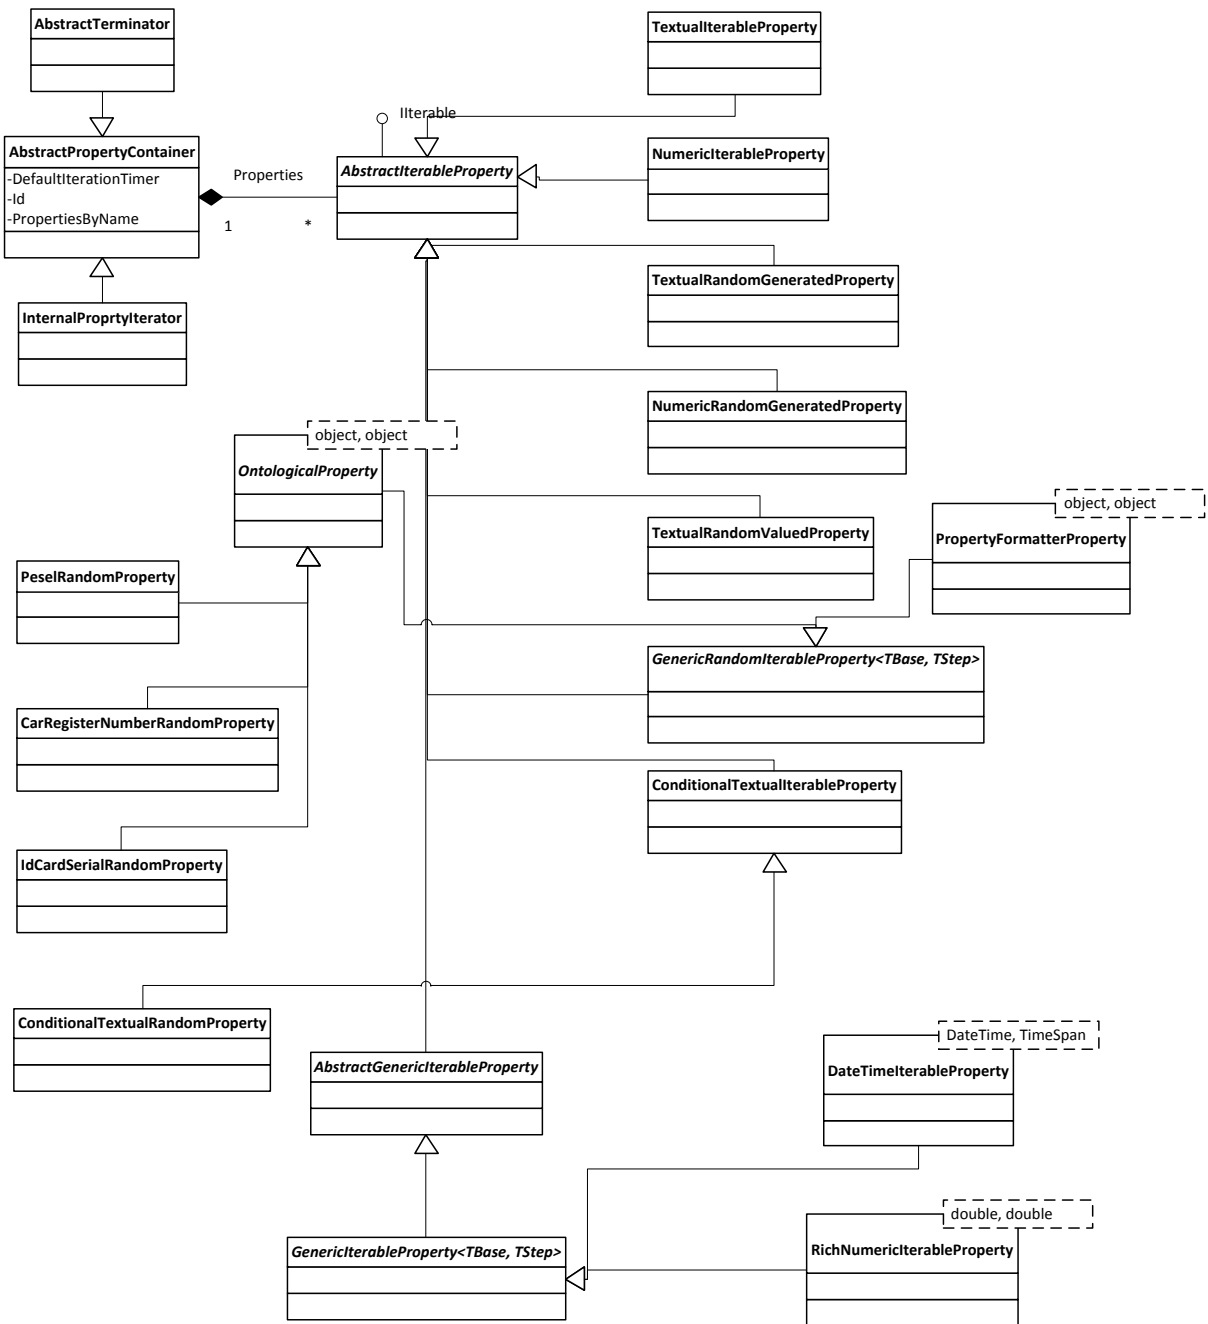 AbstractTerminator
TextualIterableProperty
IIterable
AbstractPropertyContainer
-DefaultIterationTimer
-Id
-PropertiesByName
Properties
1
*
AbstractIterableProperty
NumericIterableProperty
InternalProprtyIterator
TextualRandomGeneratedProperty
NumericRandomGeneratedProperty
object, object
OntologicalProperty
TextualRandomValuedProperty
object, object
PropertyFormatterProperty
PeselRandomProperty
GenericRandomIterableProperty<TBase, TStep>
CarRegisterNumberRandomProperty
ConditionalTextualIterableProperty
IdCardSerialRandomProperty
ConditionalTextualRandomProperty
AbstractGenericIterableProperty
DateTime, TimeSpan
DateTimeIterableProperty
double, double
RichNumericIterableProperty
GenericIterableProperty<TBase, TStep>